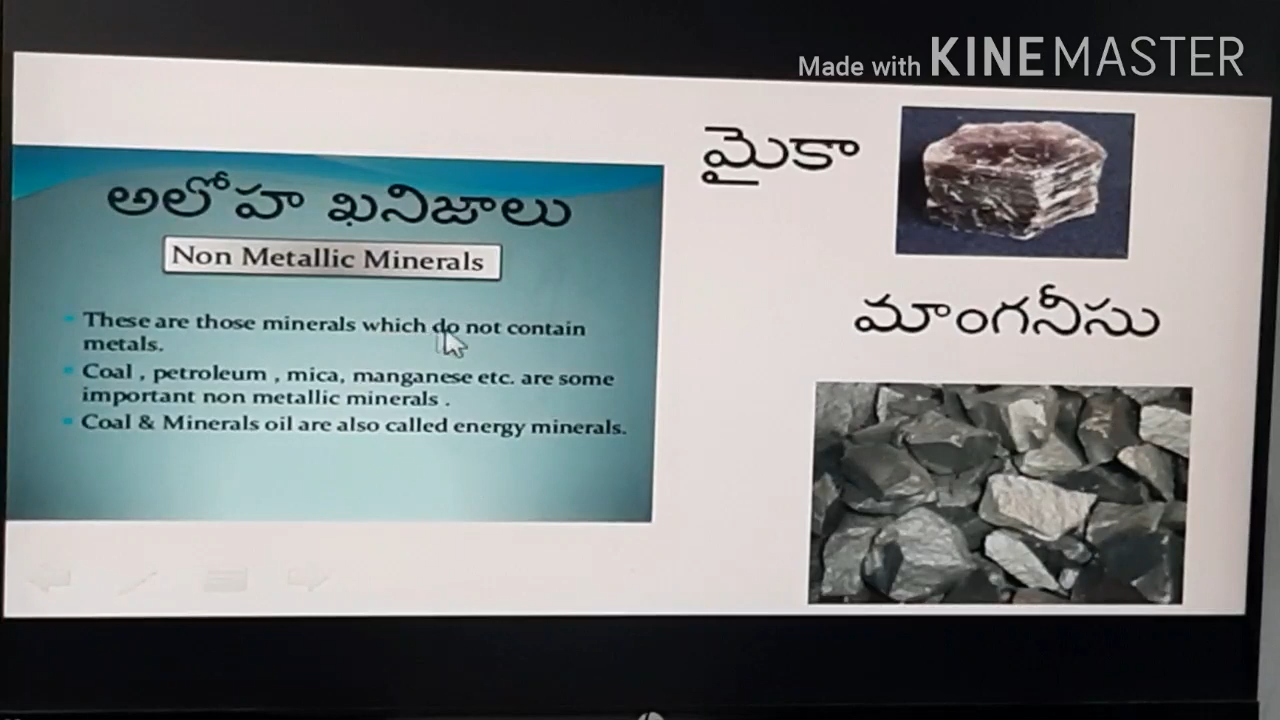 Made with KINEMASTER
అలోహ ఖనిజాలు
Non Metallic Minerals
These are those minerals which do not contain
metals.
Coal , petroleum , mica, manganese etc. are some
important non metallic minerals .
Coal & Minerals oil are also called energy minerals.
మైకా
మాంగనీసు